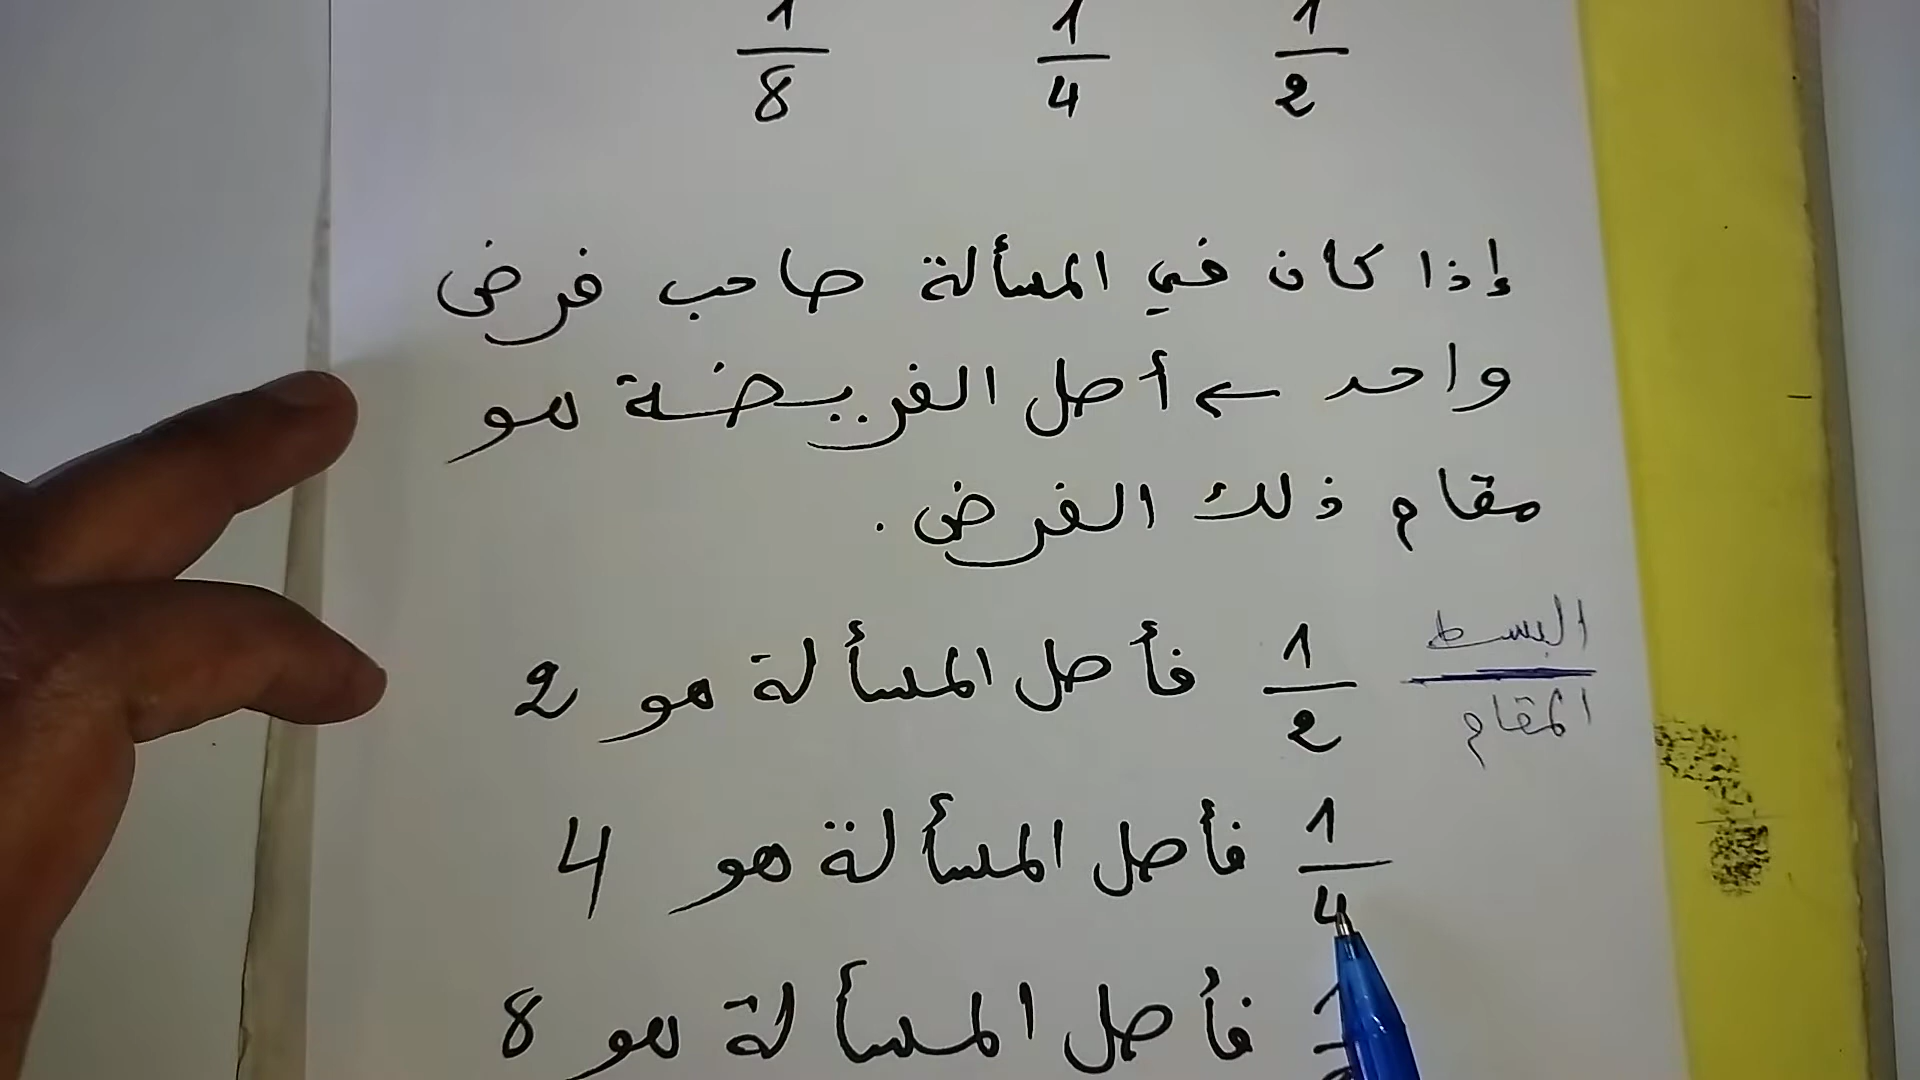 1/2 1/4 1/8
إذا كان في المسألة صاحب فرض
واحد ← أصل الفريضة هو
مقام ذلك الفرض .
البسط
المقام
1/2 فأصل المسألة هو 2
1/4 فأصل المسألة هو 4
فأصل المسألة هو 8